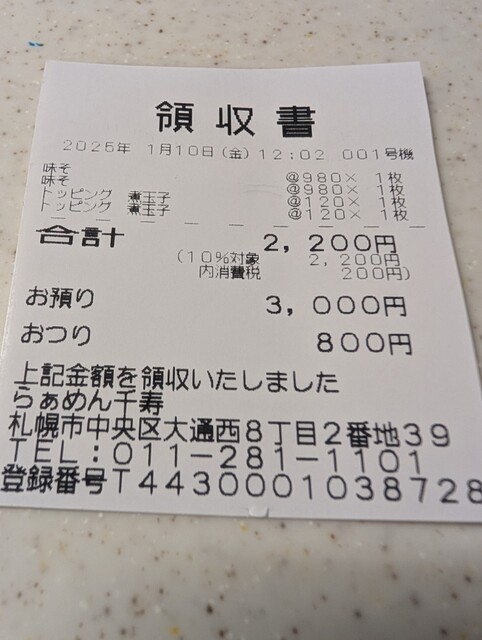 領収書
2025年 1月10日(金)12:02 001号機
味そ @980× 1枚
味そ @980× 1枚
トッピング 煮玉子 @120× 1枚
トッピング 煮玉子 @120× 1枚
合計 2,200円
(10%対象 2,200円
内消費税 200円)
お預り 3,000円
おつり 800円
上記金額を領収いたしました
らぁめん千寿
札幌市中央区大通西8丁目2番地39
TEL:011-281-1101
登録番号T4430001038728